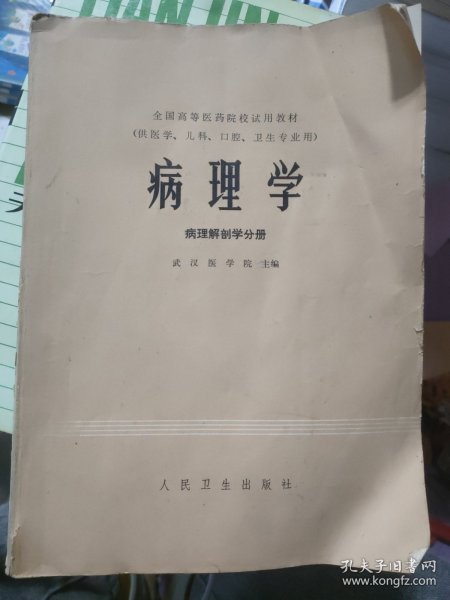 全国高等医药院校试用教材
(供医学、儿科、口腔、卫生专业用)
病理学
病理解剖学分册
武汉医学院 主编
人民卫生出版社
孔夫子旧书网
www.kongfz.com